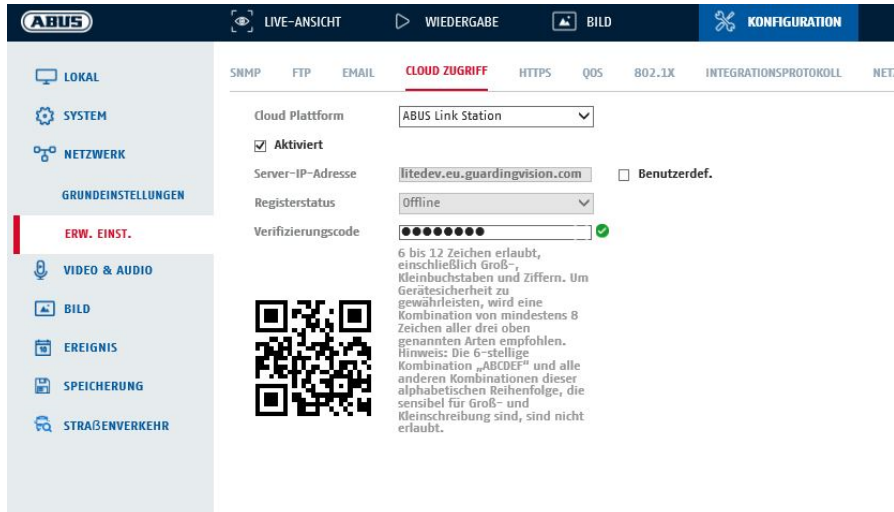 ABUS
LIVE-ANSICHT
WIEDERGABE
BILD
KONFIGURATION
LOKAL
SYSTEM
NETZWERK
GRUNDEINSTELLUNGEN
ERW. EINST.
VIDEO & AUDIO
BILD
EREIGNIS
SPEICHERUNG
STRAßENVERKEHR
SNMP
FTP
EMAIL
CLOUD ZUGRIFF
HTTPS
QOS
802.1X
INTEGRATIONSPROTOKOLL
NET
Cloud Plattform
ABUS Link Station
Aktiviert
Server-IP-Adresse
litedev.eu.guardingvision.com
Benutzerdef.
Registerstatus
Offline
Verifizierungscode
6 bis 12 Zeichen erlaubt,
einschließlich Groß-,
Kleinbuchstaben und Ziffern. Um
Gerätesicherheit zu
gewährleisten, wird eine
Kombination von mindestens 8
Zeichen aller drei oben
genannten Arten empfohlen.
Hinweis: Die 6-stellige
Kombination „ABCDEF“ und alle
anderen Kombinationen dieser
alphabetischen Reihenfolge, die
sensibel für Groß- und
Kleinschreibung sind, sind nicht
erlaubt.